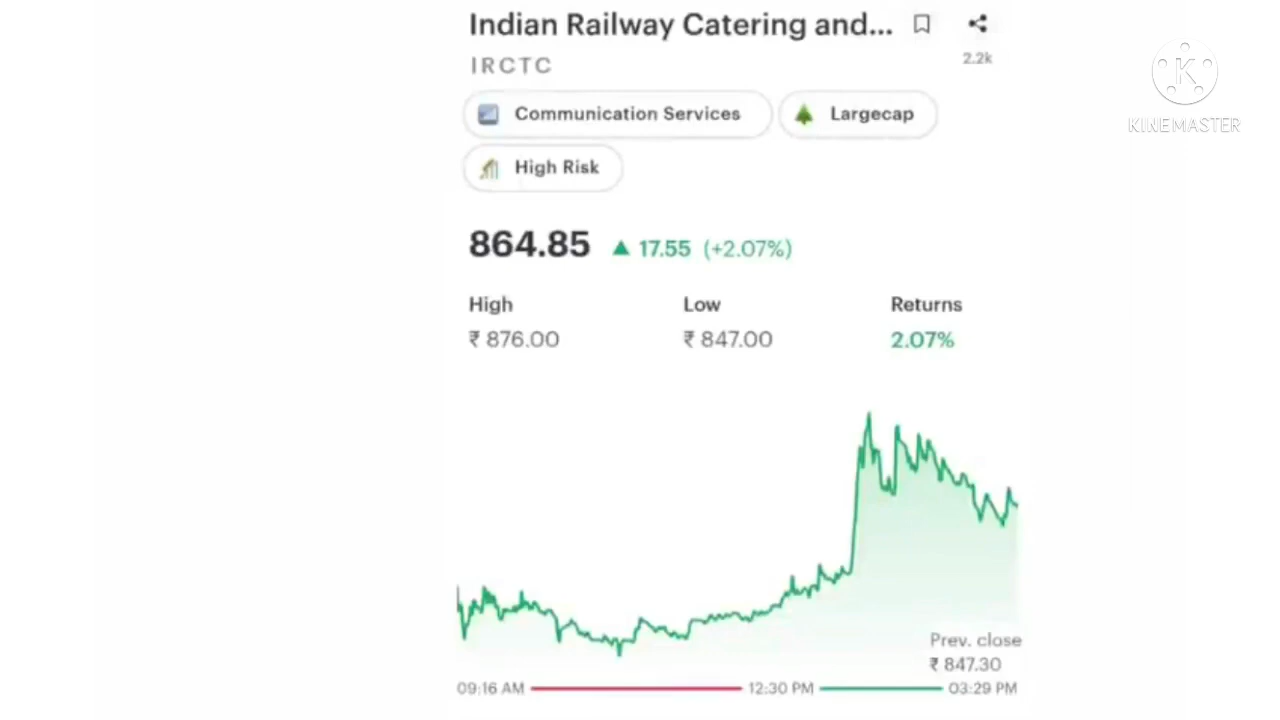 Indian Railway Catering and...
IRCTC
2.2k
K
KINEMASTER
Communication Services
Largecap
High Risk
864.85 ▲ 17.55 (+2.07%)
High Low Returns
₹ 876.00 ₹ 847.00 2.07%
Prev. close
₹ 847.30
09:16 AM 12:30 PM 03:29 PM